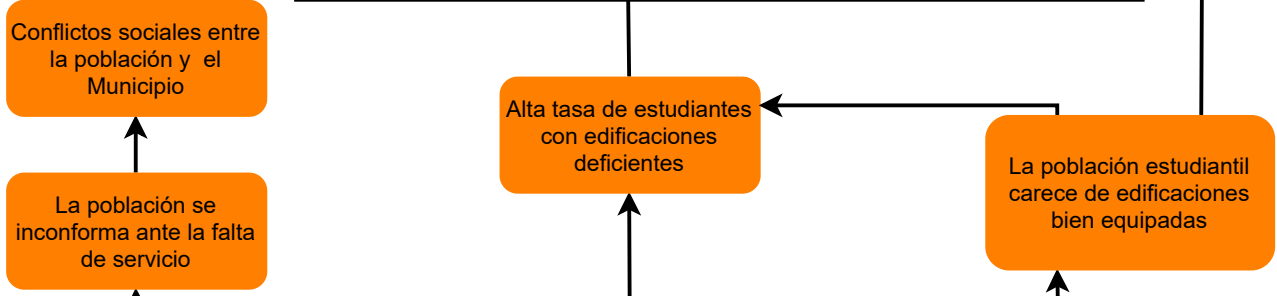 Conflictos sociales entre
la población y el
Municipio
Alta tasa de estudiantes
con edificaciones
deficientes
La población estudiantil
carece de edificaciones
bien equipadas
La población se
inconforma ante la falta
de servicio